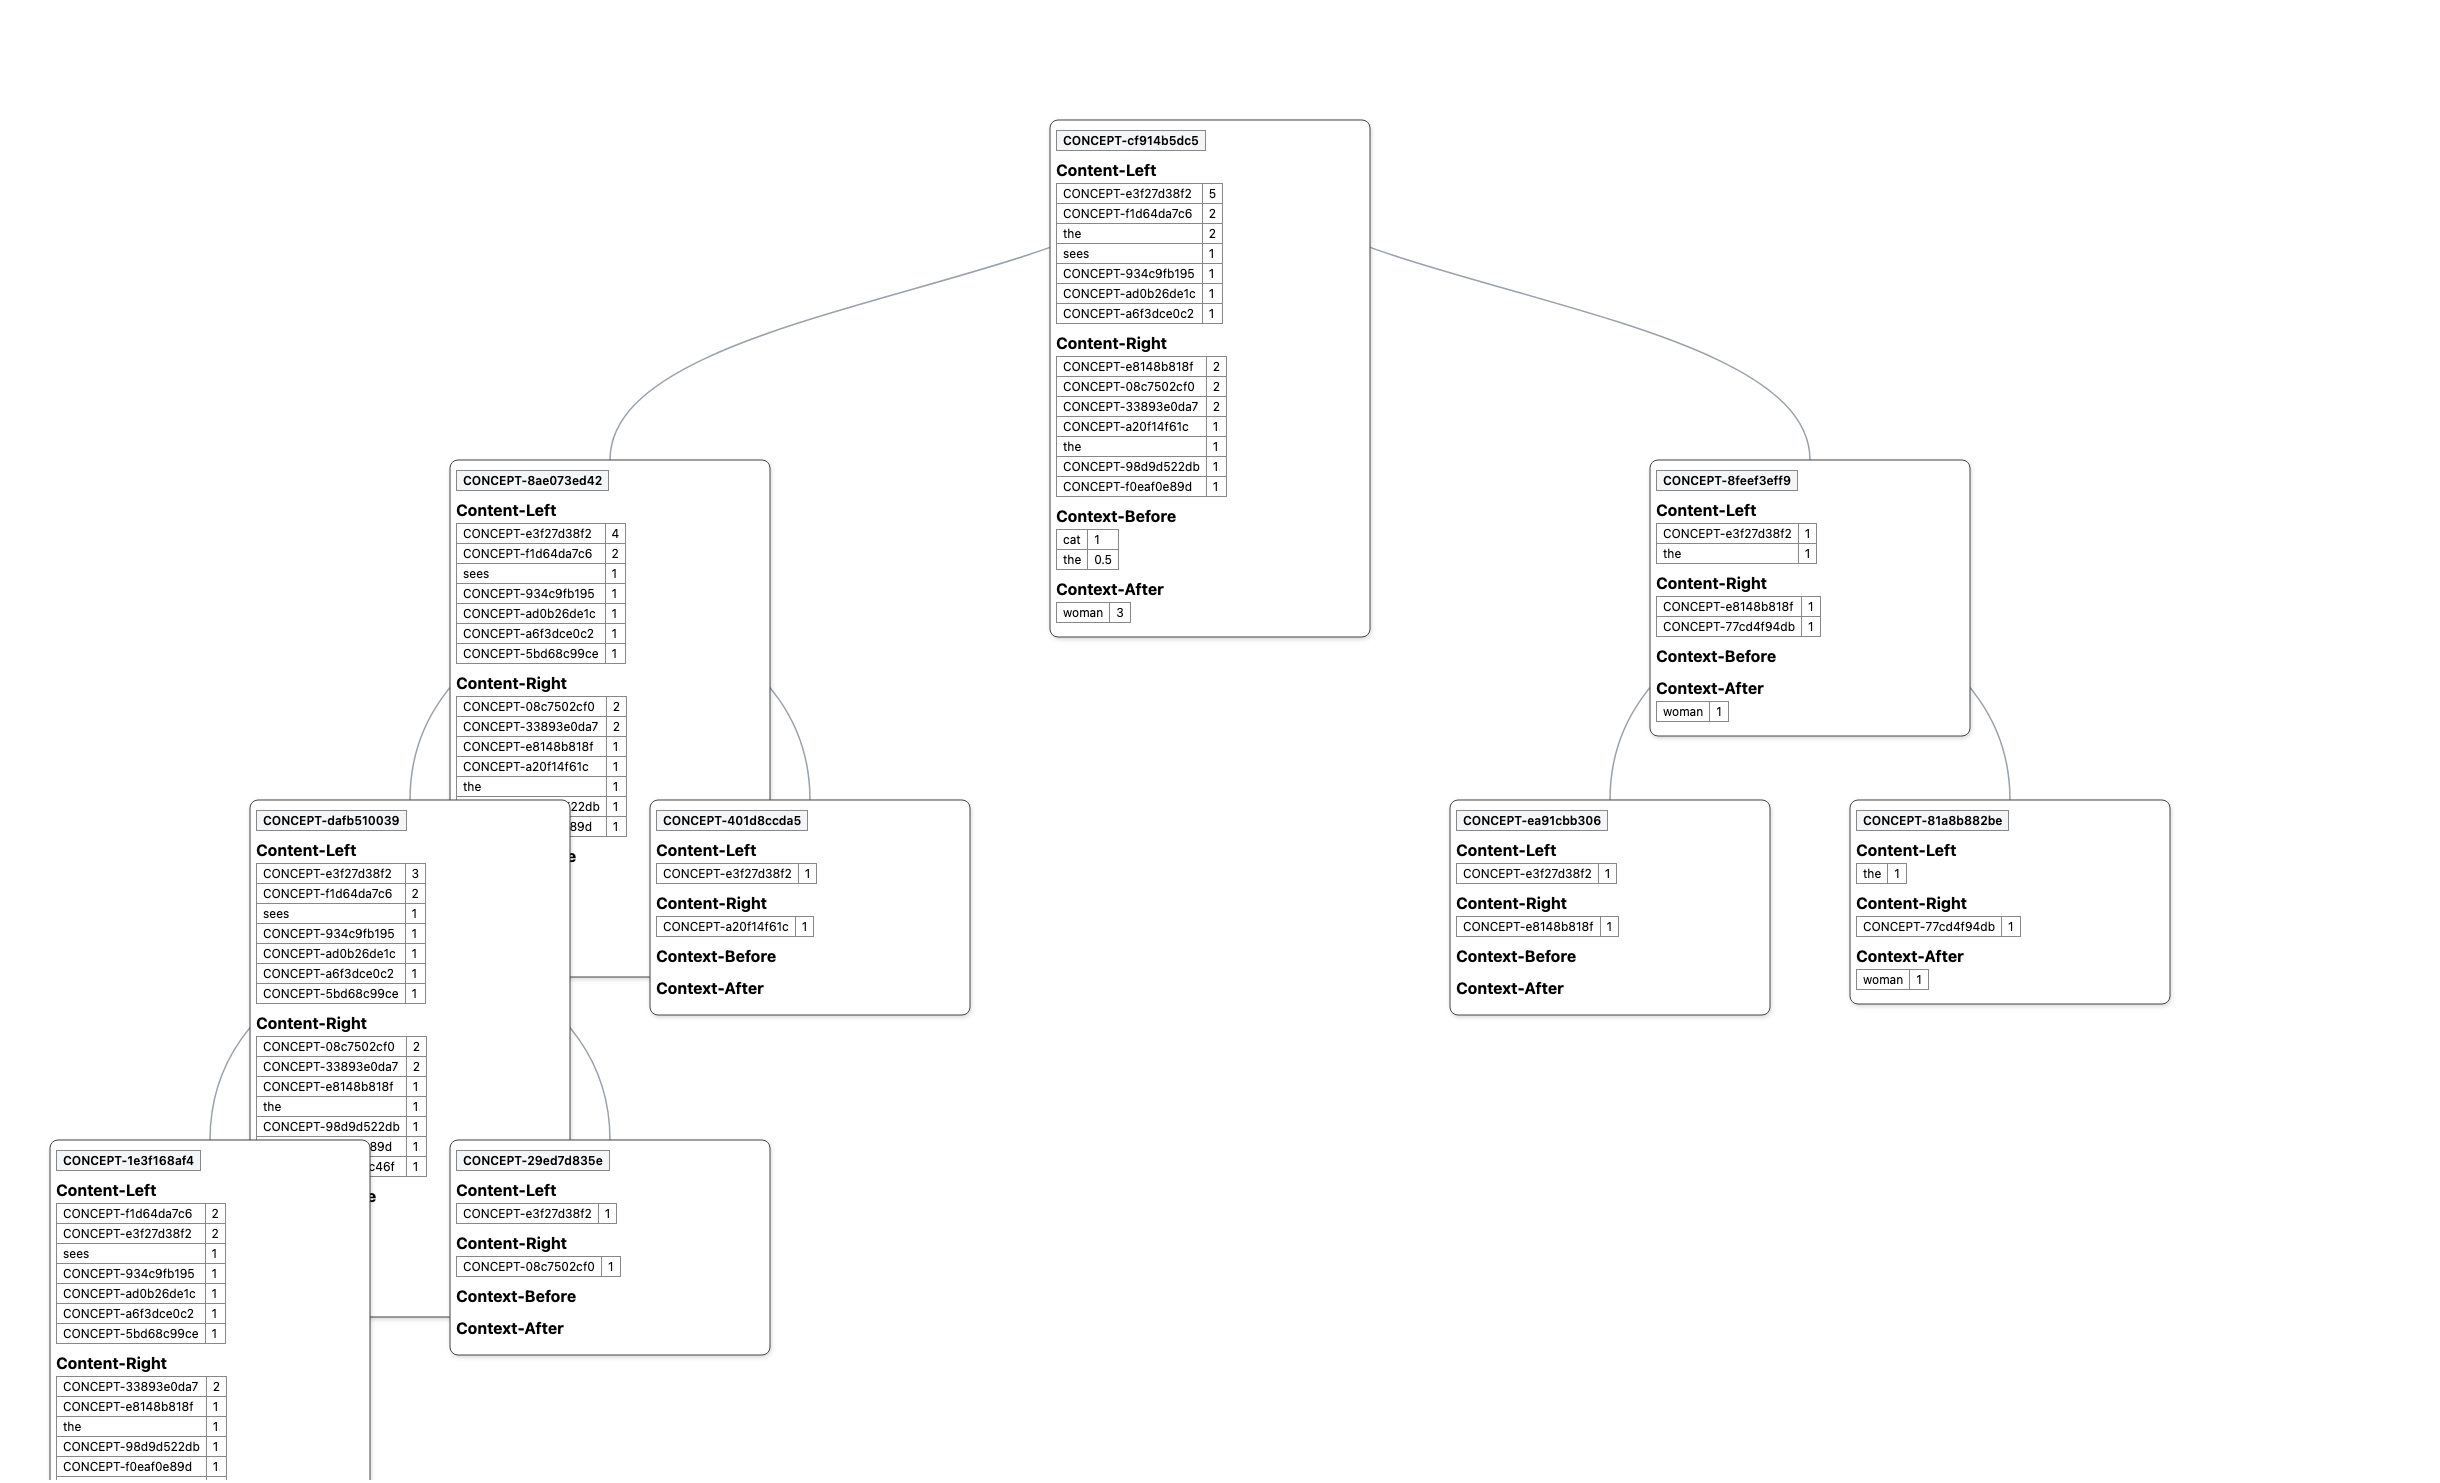 CONCEPT-cf914b5dc5
Content-Left
CONCEPT-e3f27d38f2 5
CONCEPT-f1d64da7c6 2
the 2
sees 1
CONCEPT-934c9fb195 1
CONCEPT-ad0b26de1c 1
CONCEPT-a6f3dce0c2 1
Content-Right
CONCEPT-e8148b818f 2
CONCEPT-08c7502cf0 2
CONCEPT-33893e0da7 2
CONCEPT-a20f14f61c 1
the 1
CONCEPT-98d9d522db 1
CONCEPT-f0eaf0e89d 1
Context-Before
cat 1
the 0.5
Context-After
woman 3
CONCEPT-8ae073ed42
Content-Left
CONCEPT-e3f27d38f2 4
CONCEPT-f1d64da7c6 2
sees 1
CONCEPT-934c9fb195 1
CONCEPT-ad0b26de1c 1
CONCEPT-a6f3dce0c2 1
CONCEPT-5bd68c99ce 1
Content-Right
CONCEPT-08c7502cf0 2
CONCEPT-33893e0da7 2
CONCEPT-e8148b818f 1
CONCEPT-a20f14f61c 1
the 1
22db 1
89d 1
e
CONCEPT-8feef3eff9
Content-Left
CONCEPT-e3f27d38f2 1
the 1
Content-Right
CONCEPT-e8148b818f 1
CONCEPT-77cd4f94db 1
Context-Before
Context-After
woman 1
CONCEPT-dafb510039
Content-Left
CONCEPT-e3f27d38f2 3
CONCEPT-f1d64da7c6 2
sees 1
CONCEPT-934c9fb195 1
CONCEPT-ad0b26de1c 1
CONCEPT-a6f3dce0c2 1
CONCEPT-5bd68c99ce 1
Content-Right
CONCEPT-08c7502cf0 2
CONCEPT-33893e0da7 2
CONCEPT-e8148b818f 1
the 1
CONCEPT-98d9d522db 1
89d 1
c46f 1
e
CONCEPT-401d8ccda5
Content-Left
CONCEPT-e3f27d38f2 1
Content-Right
CONCEPT-a20f14f61c 1
Context-Before
Context-After
CONCEPT-ea91cbb306
Content-Left
CONCEPT-e3f27d38f2 1
Content-Right
CONCEPT-e8148b818f 1
Context-Before
Context-After
CONCEPT-81a8b882be
Content-Left
the 1
Content-Right
CONCEPT-77cd4f94db 1
Context-After
woman 1
CONCEPT-1e3f168af4
Content-Left
CONCEPT-f1d64da7c6 2
CONCEPT-e3f27d38f2 2
sees 1
CONCEPT-934c9fb195 1
CONCEPT-ad0b26de1c 1
CONCEPT-a6f3dce0c2 1
CONCEPT-5bd68c99ce 1
Content-Right
CONCEPT-33893e0da7 2
CONCEPT-e8148b818f 1
the 1
CONCEPT-98d9d522db 1
CONCEPT-f0eaf0e89d 1
CONCEPT-29ed7d835e
Content-Left
CONCEPT-e3f27d38f2 1
Content-Right
CONCEPT-08c7502cf0 1
Context-Before
Context-After